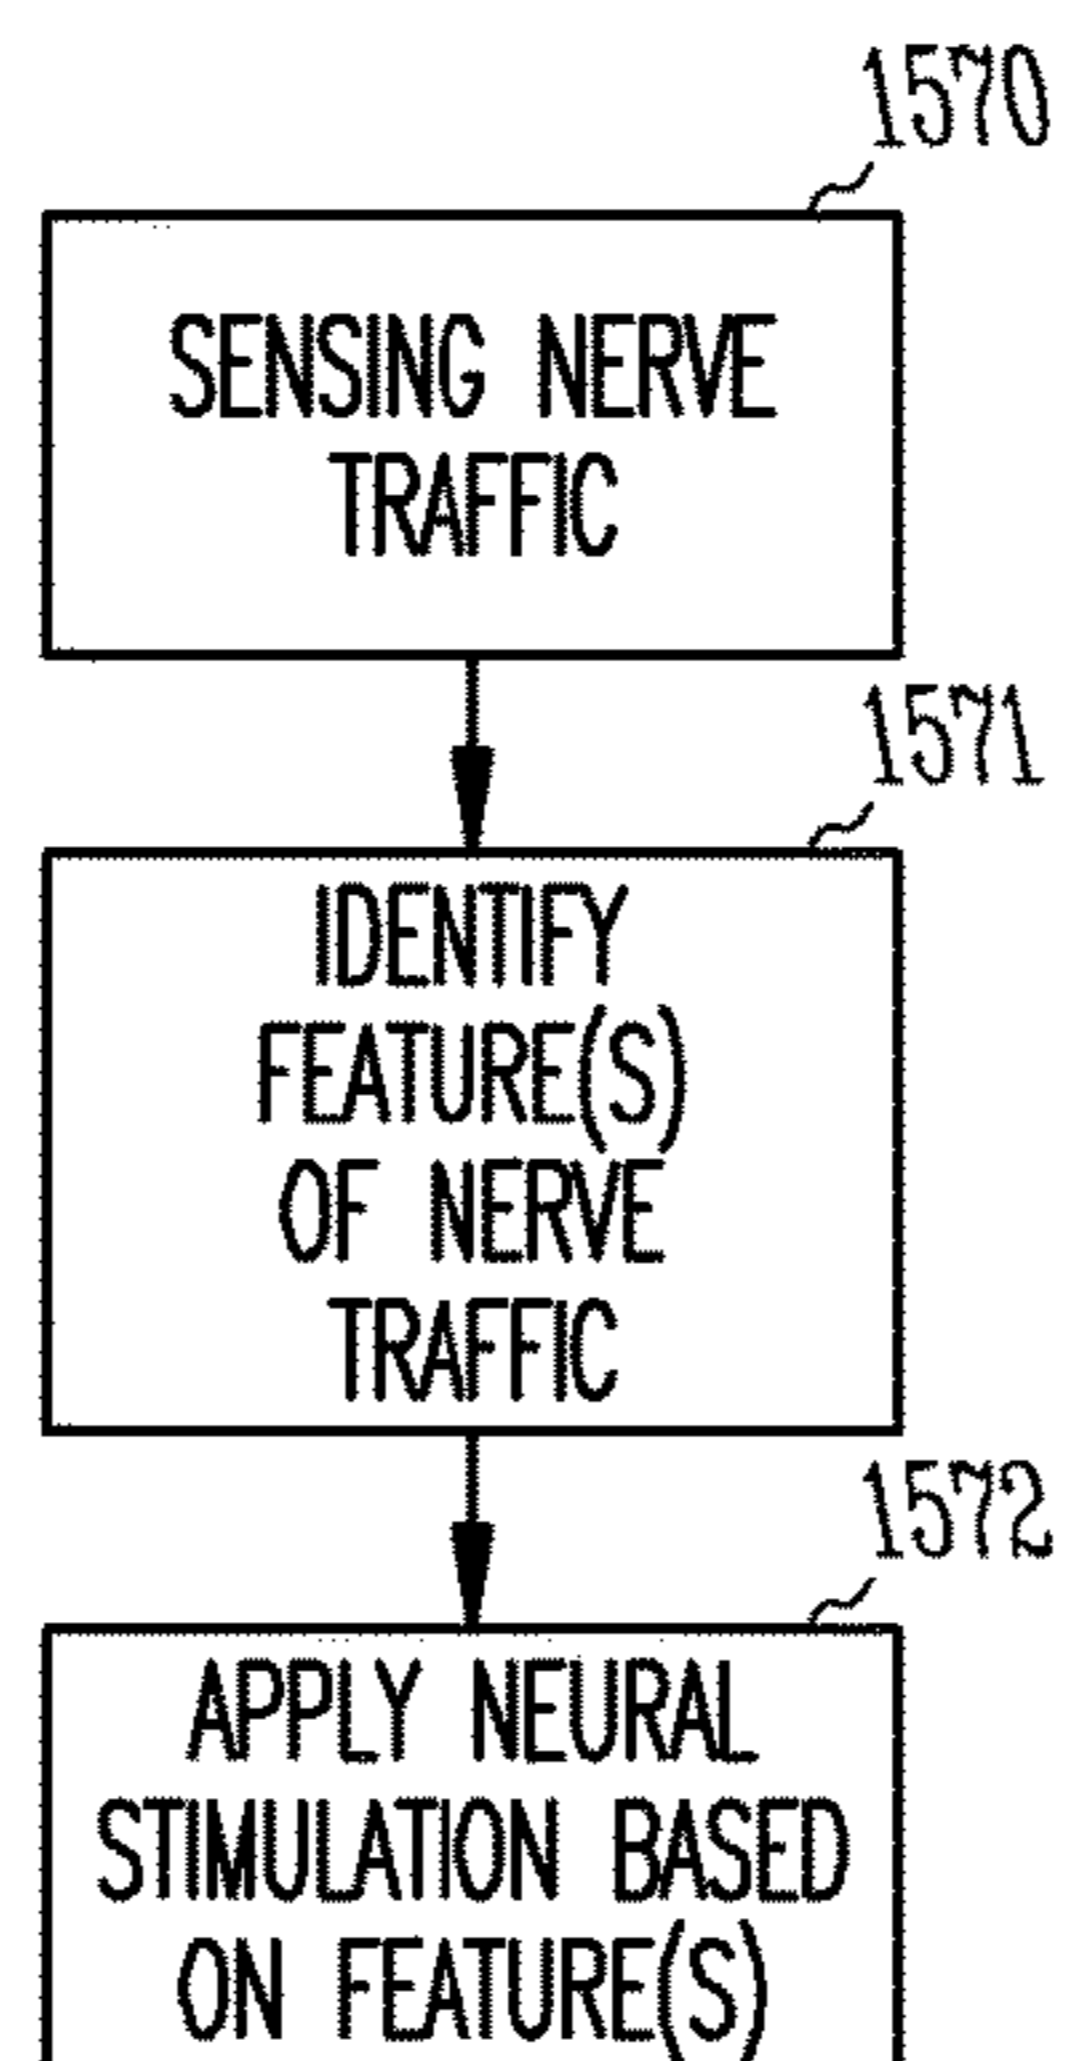 1570
SENSING NERVE
TRAFFIC
1571
IDENTIFY
FEATURE(S)
OF NERVE
TRAFFIC
1572
APPLY NEURAL
STIMULATION BASED
ON FEATURE(S)